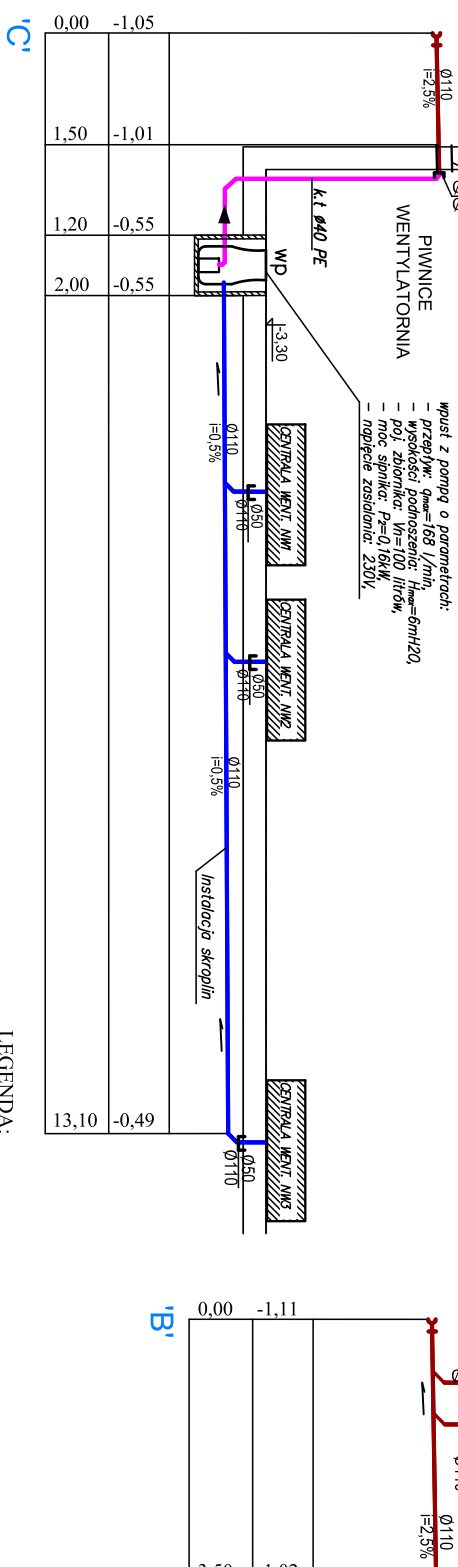 'C'
0,00 -1,05
1,50 -1,01
1,20 -0,55
2,00 -0,55
13,10 -0,49
Ø110
i=2,5%
PIWNICE
WENTYLATORNIA
k.t ø40 PE
wp
-3,30
wpust z pompą o parametrach:
- przepływ: qmax=168 l/min,
- wysokości podnoszenia: Hmax=6mH2O,
- poj. zbiornika: Vn=100 litrów,
- moc silnika: P2=0,16kW,
- napięcie zasialania: 230V,
Ø110
i=0,5%
CENTRALA WENT. NW1
Ø50
Ø110
CENTRALA WENT. NW2
Ø50
Ø110
Ø110
i=0,5%
Instalacja skroplin
CENTRALA WENT. NW3
Ø50
Ø110
LEGENDA:
'B'
0,00 -1,11
Ø110
i=2,5%